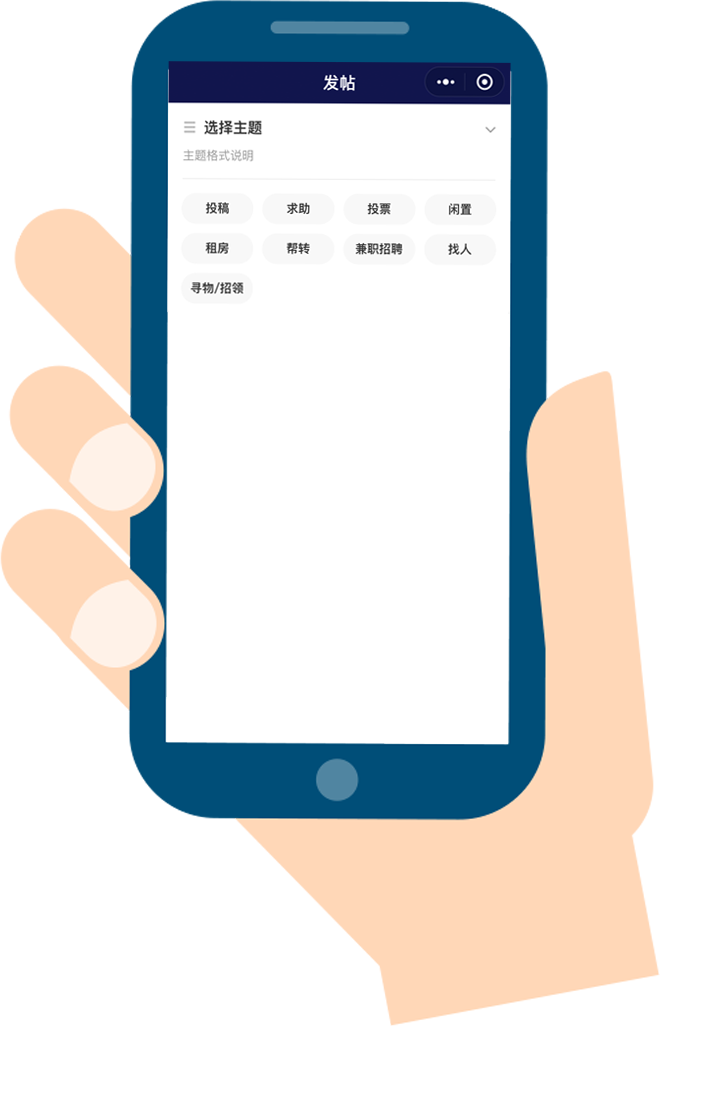 发帖
选择主题
主题格式说明
投稿 求助 投票 闲置
租房 帮转 兼职招聘 找人
寻物/招领